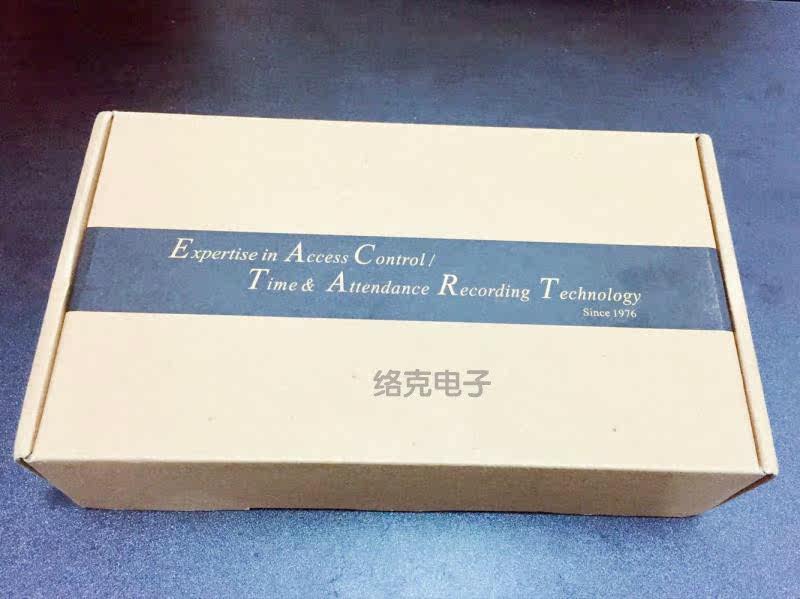 Expertise in Access Control /
Time & Attendance Recording Technology
Since 1976
络克电子